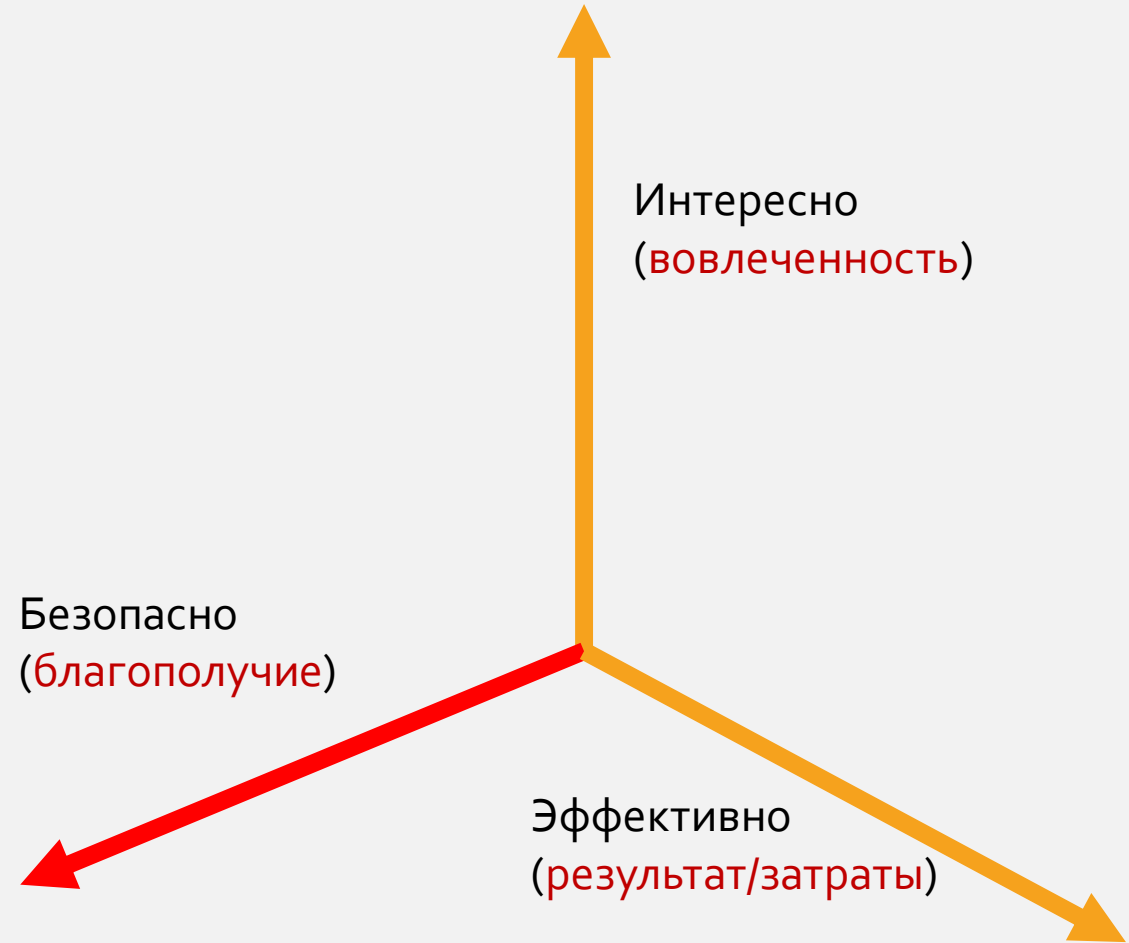 Интересно
(вовлеченность)
Безопасно
(благополучие)
Эффективно
(результат/затраты)